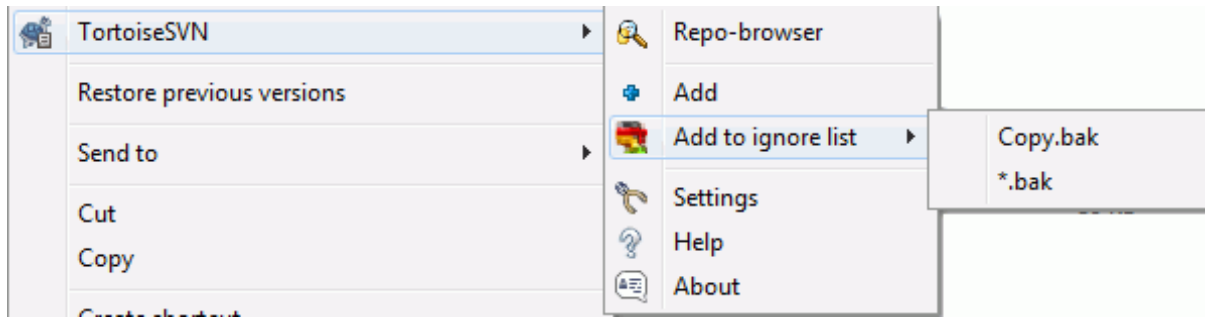 TortoiseSVN
Restore previous versions
Send to
Cut
Copy
Repo-browser
Add
Add to ignore list
Settings
Help
About
Copy.bak
*.bak